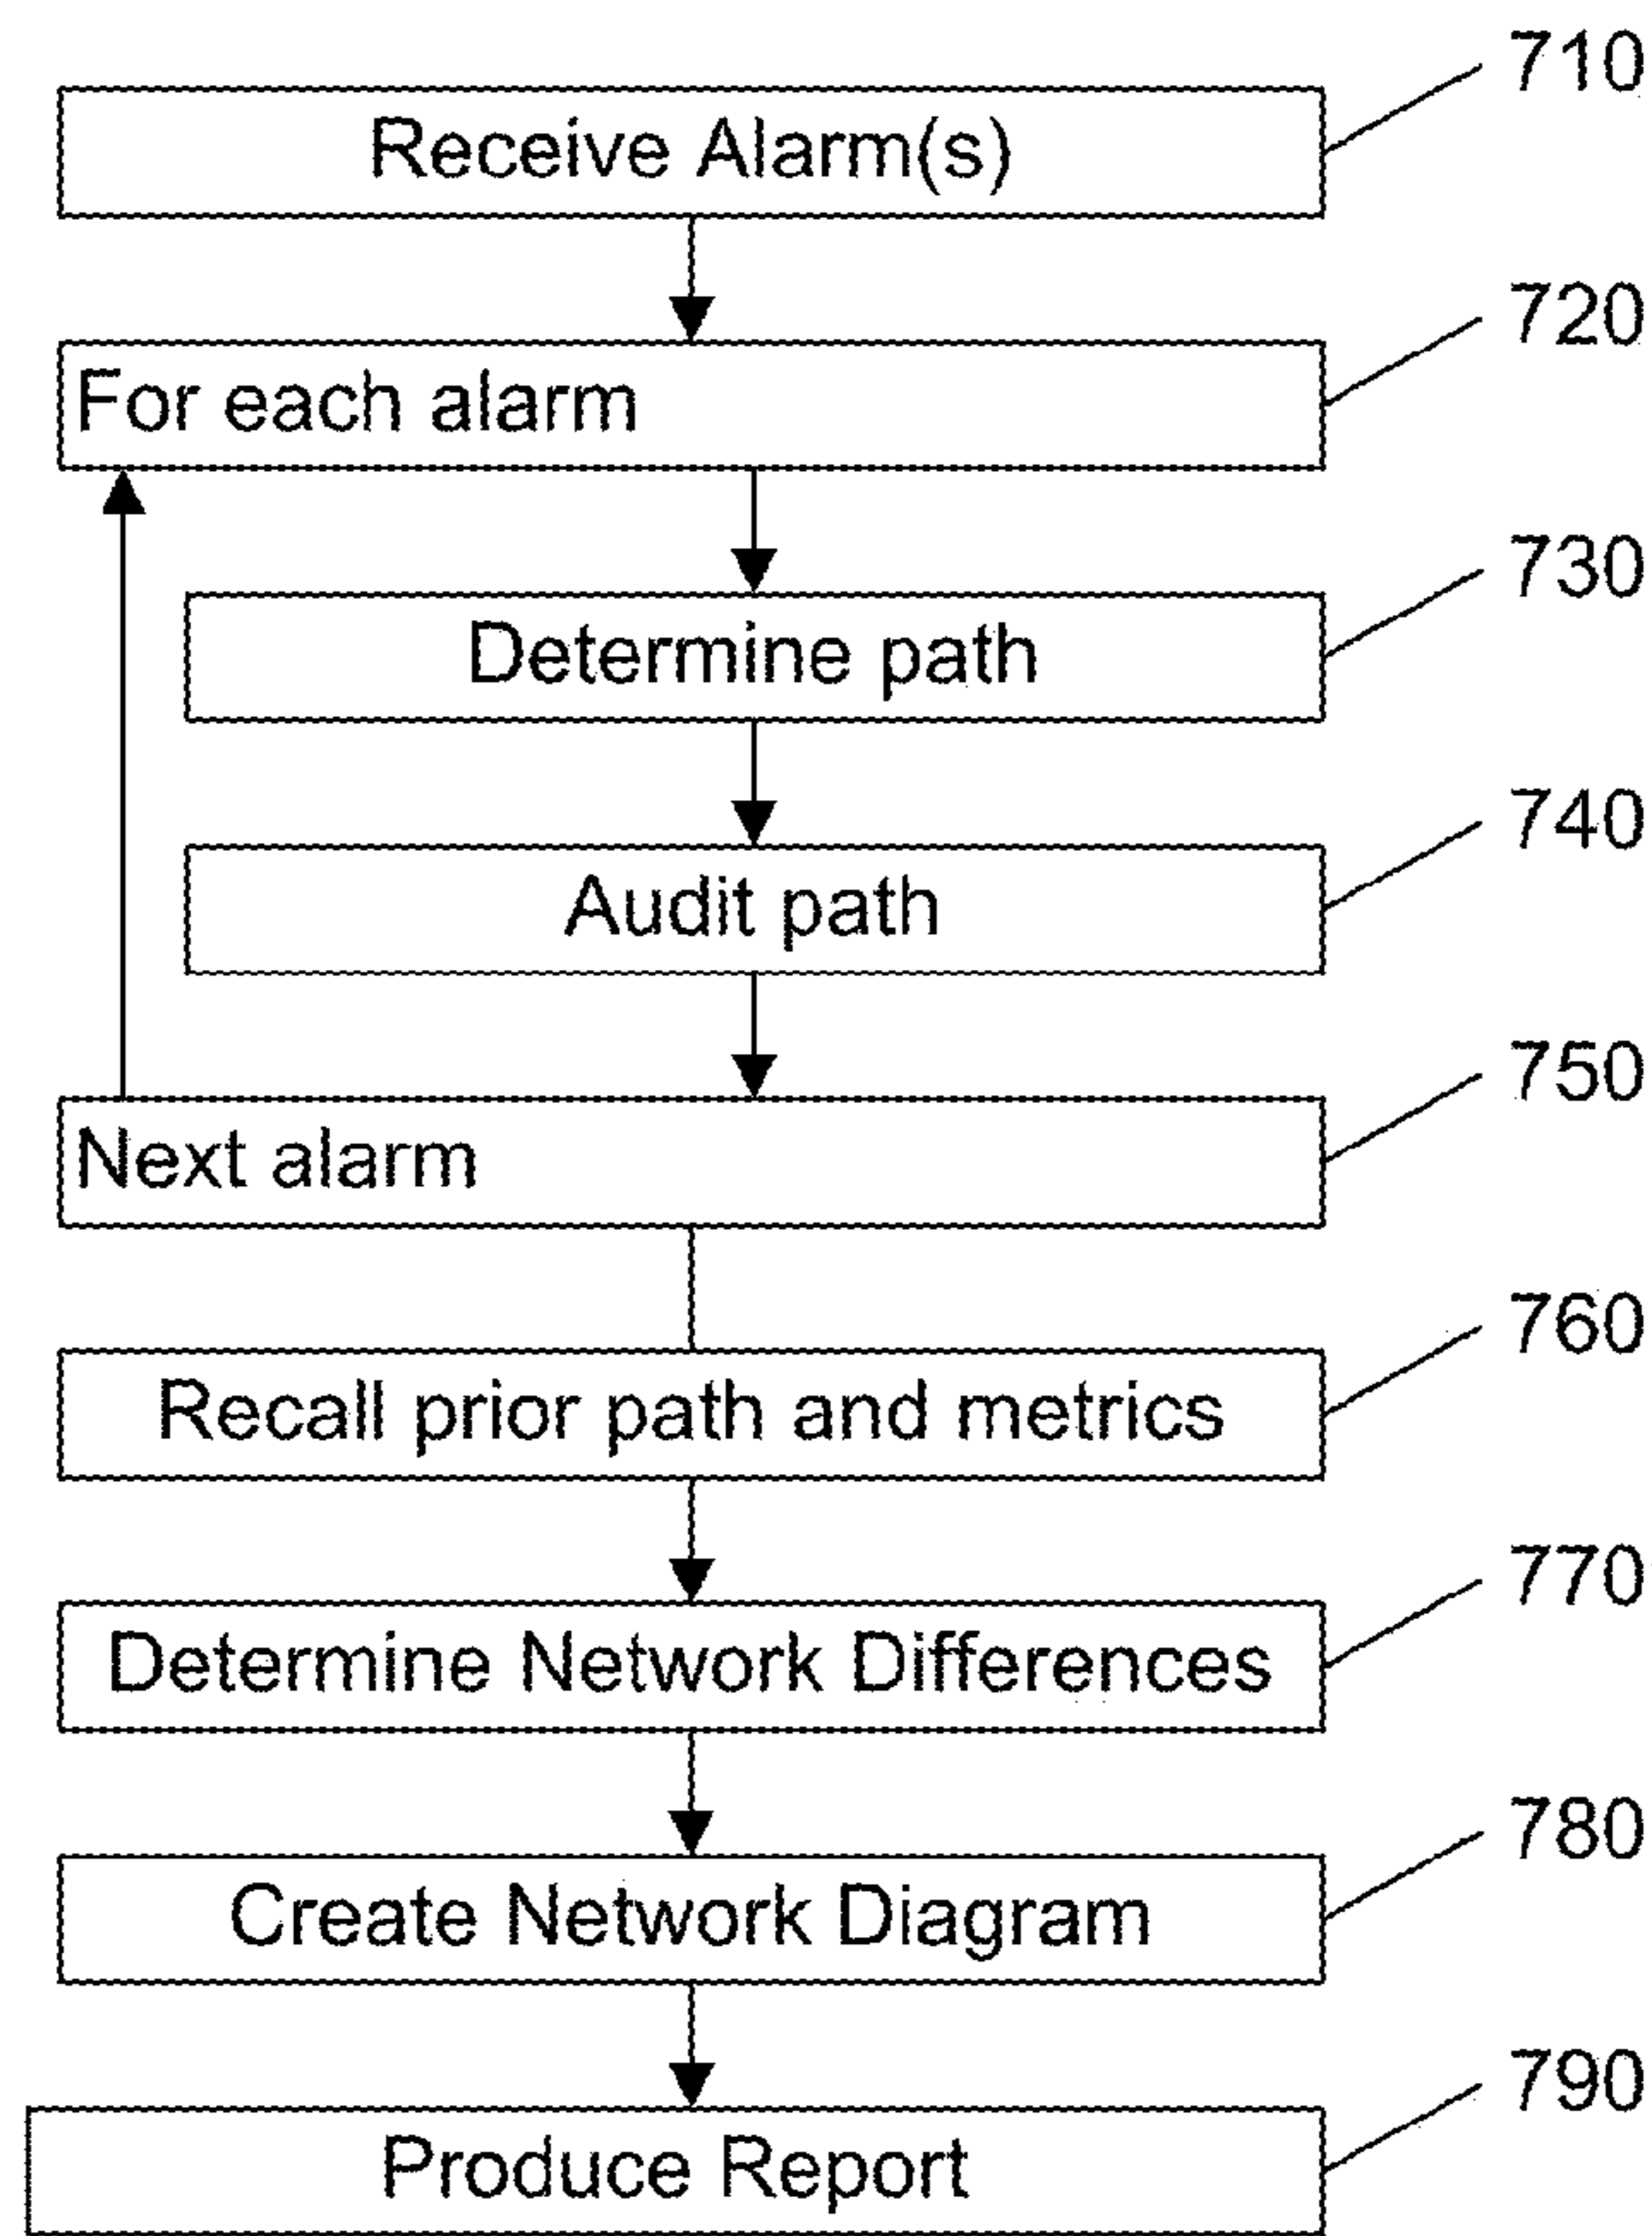 710
Receive Alarm(s)
720
For each alarm
730
Determine path
740
Audit path
750
Next alarm
760
Recall prior path and metrics
770
Determine Network Differences
780
Create Network Diagram
790
Produce Report